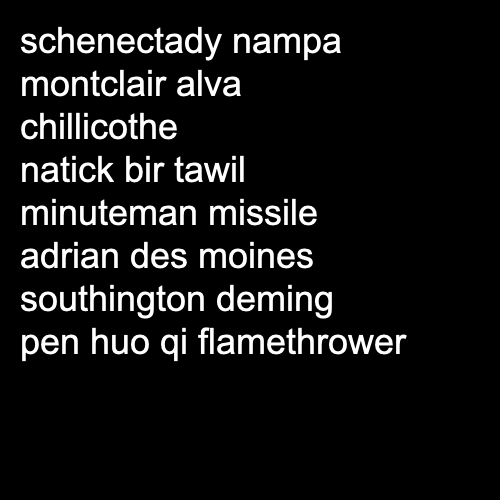 schenectady nampa
montclair alva
chillicothe
natick bir tawil
minuteman missile
adrian des moines
southington deming
pen huo qi flamethrower